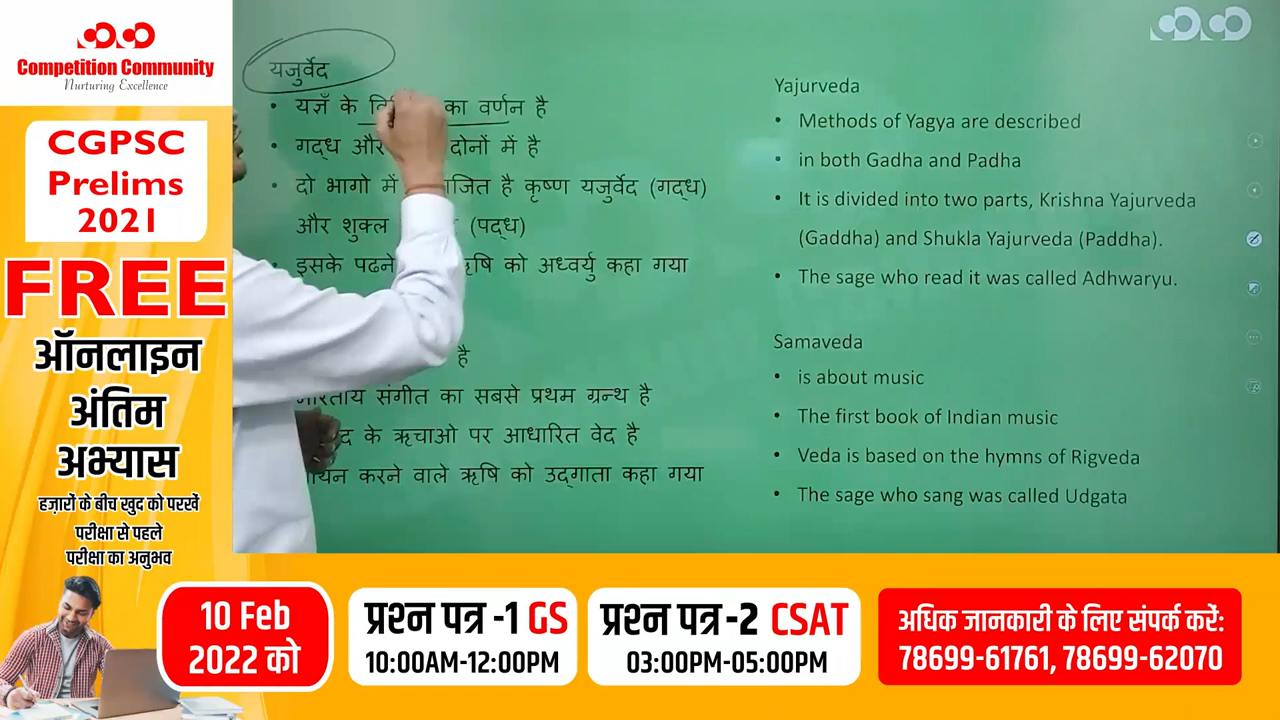 Competition Community
Nurturing Excellence
CGPSC
Prelims
2021
FREE
ऑनलाइन
अंतिम
अभ्यास
हज़ारों के बीच खुद को परखें
परीक्षा से पहले
परीक्षा का अनुभव
यजुर्वेद
• यज्ञँ के का वर्णन है
• गद्ध और दोनों में है
• दो भागो में है कृष्ण यजुर्वेद (गद्ध)
और शुक्ल (पद्ध)
• इसके पढने ऋषि को अध्वर्यु कहा गया
है
संगीत का सबसे प्रथम ग्रन्थ है
के ऋचाओ पर आधारित वेद है
करने वाले ऋषि को उद्गाता कहा गया
Yajurveda
• Methods of Yagya are described
• in both Gadha and Padha
• It is divided into two parts, Krishna Yajurveda
(Gaddha) and Shukla Yajurveda (Paddha).
• The sage who read it was called Adhwaryu.
Samaveda
• is about music
• The first book of Indian music
• Veda is based on the hymns of Rigveda
• The sage who sang was called Udgata
10 Feb
2022 को
प्रश्न पत्र -1 GS
10:00AM-12:00PM
प्रश्न पत्र -2 CSAT
03:00PM-05:00PM
अधिक जानकारी के लिए संपर्क करें:
78699-61761, 78699-62070